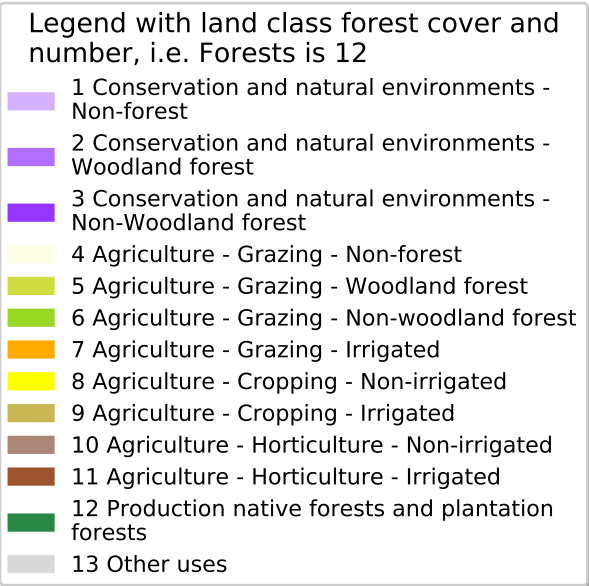 Legend with land class forest cover and
number, i.e. Forests is 12
1 Conservation and natural environments -
Non-forest
2 Conservation and natural environments -
Woodland forest
3 Conservation and natural environments -
Non-Woodland forest
4 Agriculture - Grazing - Non-forest
5 Agriculture - Grazing - Woodland forest
6 Agriculture - Grazing - Non-woodland forest
7 Agriculture - Grazing - Irrigated
8 Agriculture - Cropping - Non-irrigated
9 Agriculture - Cropping - Irrigated
10 Agriculture - Horticulture - Non-irrigated
11 Agriculture - Horticulture - Irrigated
12 Production native forests and plantation
forests
13 Other uses